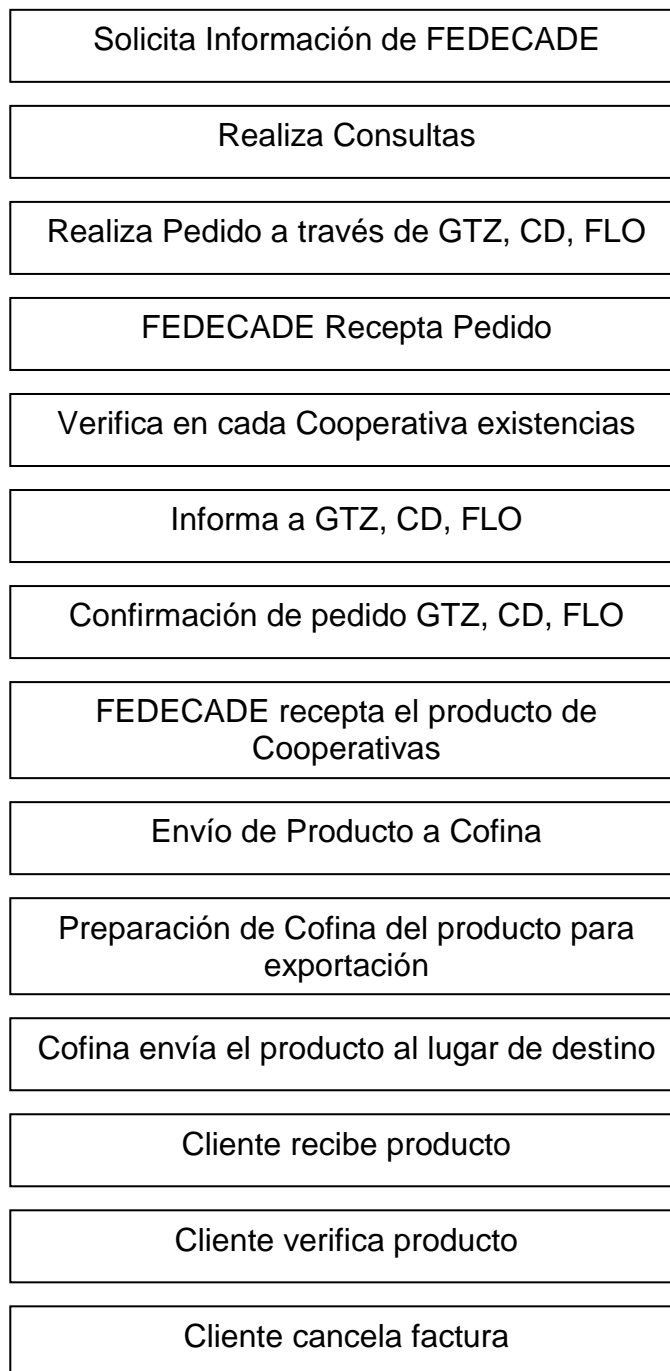 Solicita Información de FEDECADE
Realiza Consultas
Realiza Pedido a través de GTZ, CD, FLO
FEDECADE Recepta Pedido
Verifica en cada Cooperativa existencias
Informa a GTZ, CD, FLO
Confirmación de pedido GTZ, CD, FLO
FEDECADE recepta el producto de
Cooperativas
Envío de Producto a Cofina
Preparación de Cofina del producto para
exportación
Cofina envía el producto al lugar de destino
Cliente recibe producto
Cliente verifica producto
Cliente cancela factura